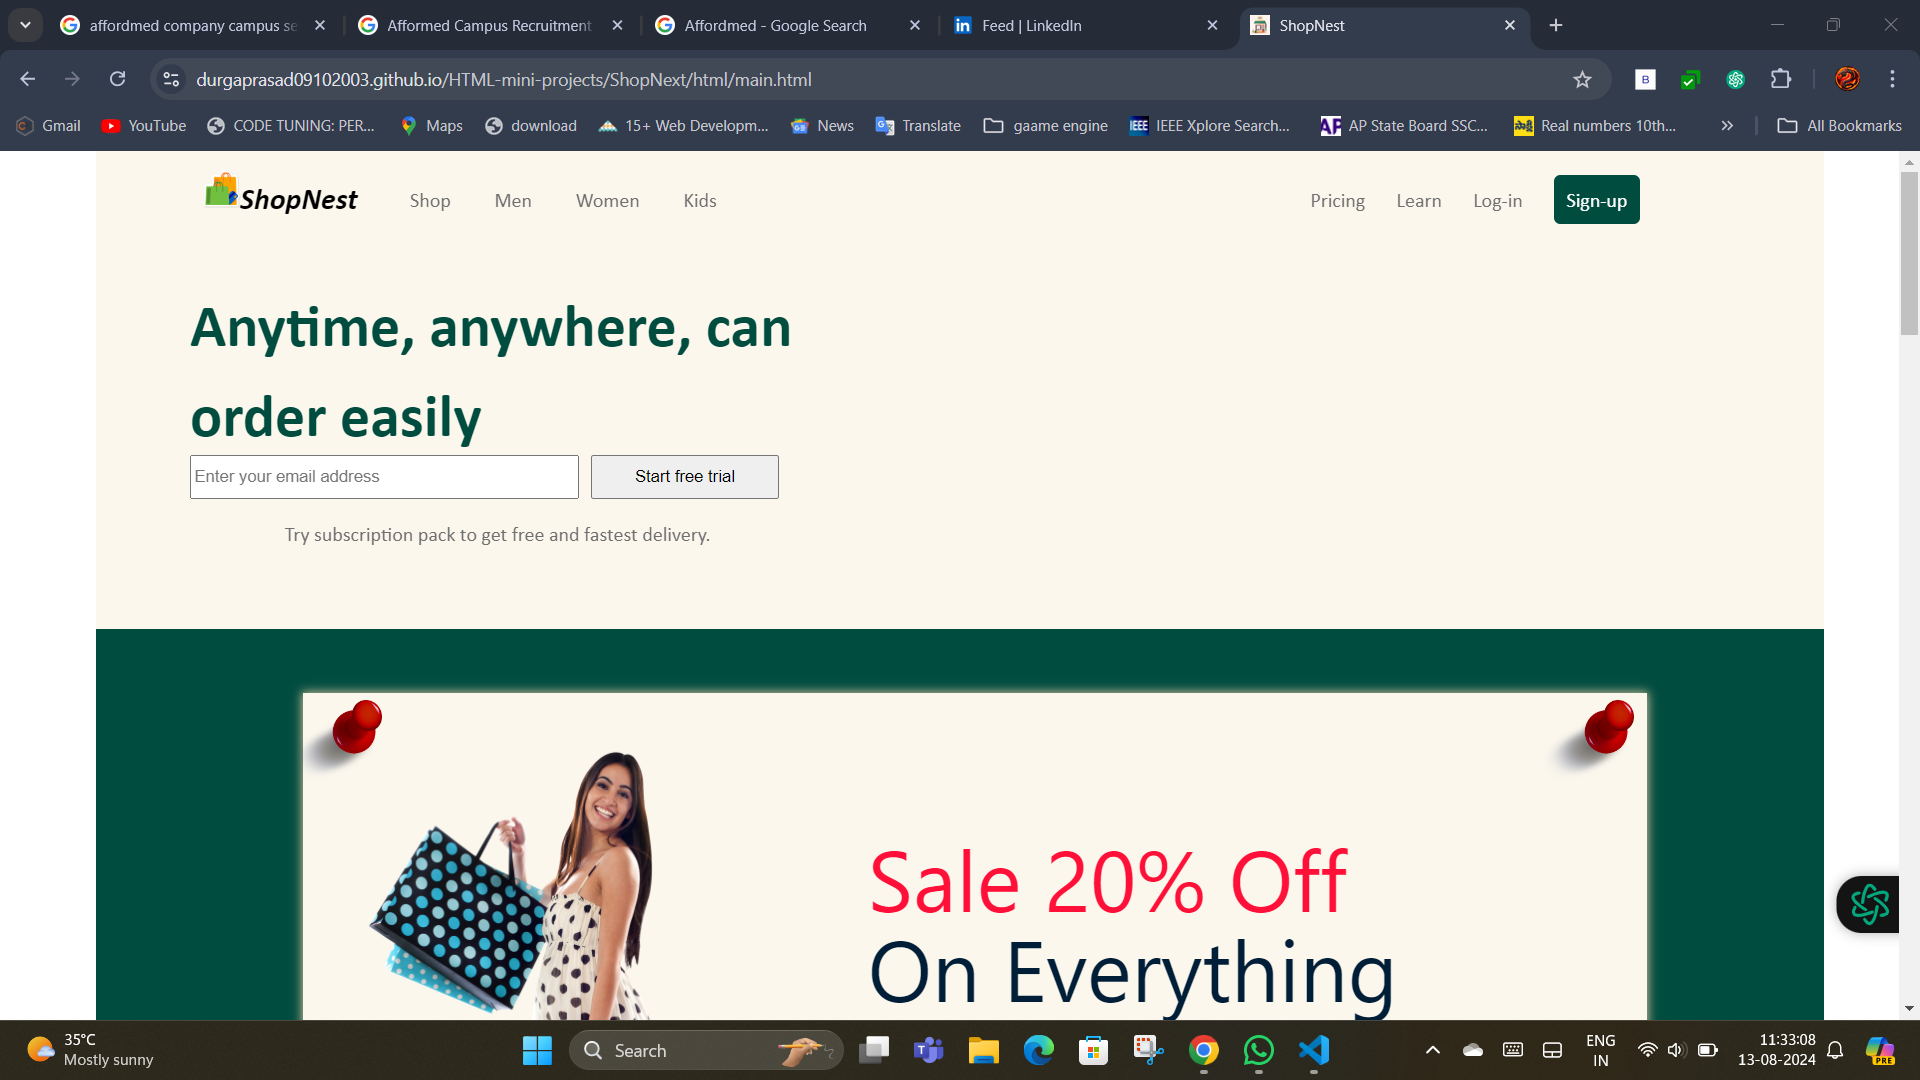 affordmed company campus se
Afformed Campus Recruitment
Affordmed - Google Search
Feed | LinkedIn
ShopNest
durgaprasad09102003.github.io/HTML-mini-projects/ShopNext/html/main.html
Gmail
YouTube
CODE TUNING: PER...
Maps
download
15+ Web Developm...
News
Translate
gaame engine
IEEE Xplore Search...
AP State Board SSC...
Real numbers 10th...
All Bookmarks
ShopNest
Shop
Men
Women
Kids
Pricing
Learn
Log-in
Sign-up
Anytime, anywhere, can
order easily
Enter your email address
Start free trial
Try subscription pack to get free and fastest delivery.
Sale 20% Off
On Everything
35°C
Mostly sunny
Search
ENG
IN
11:33:08
13-08-2024
PRE